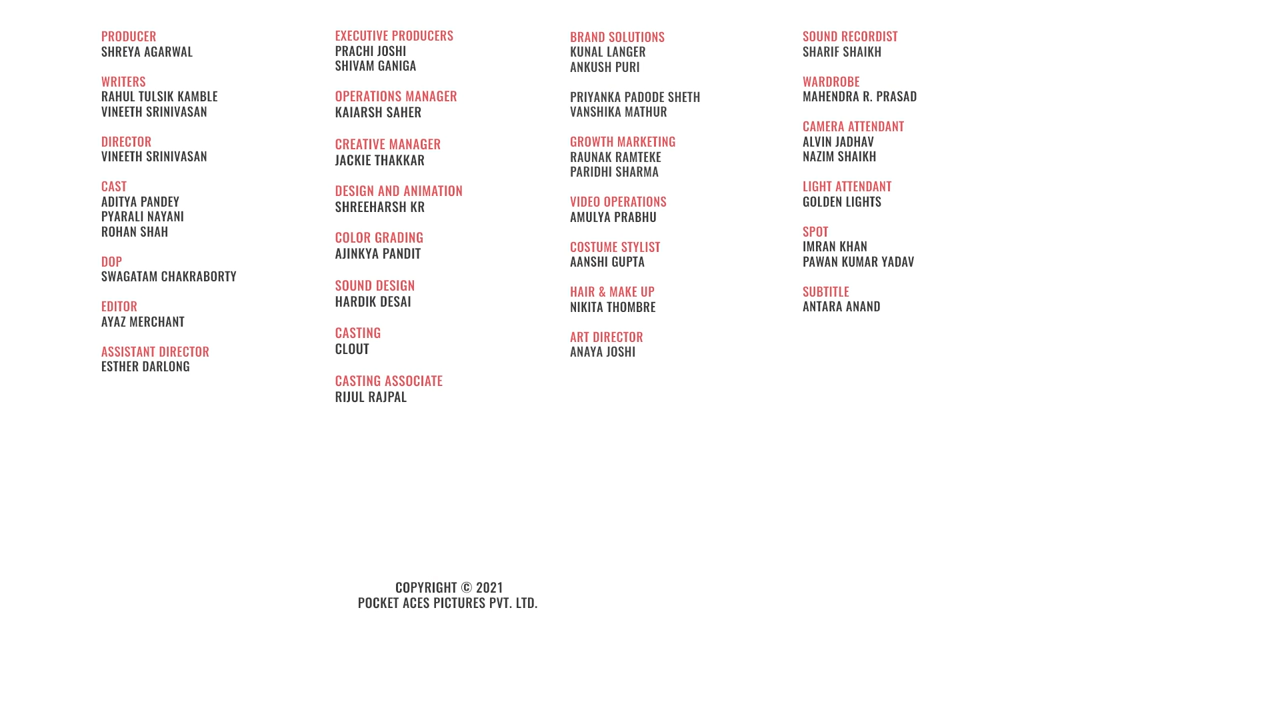 PRODUCER
SHREYA AGARWAL
WRITERS
RAHUL TULSIK KAMBLE
VINEETH SRINIVASAN
DIRECTOR
VINEETH SRINIVASAN
CAST
ADITYA PANDEY
PYARALI NAYANI
ROHAN SHAH
DOP
SWAGATAM CHAKRABORTY
EDITOR
AYAZ MERCHANT
ASSISTANT DIRECTOR
ESTHER DARLONG
EXECUTIVE PRODUCERS
PRACHI JOSHI
SHIVAM GANIGA
OPERATIONS MANAGER
KAIARSH SAHER
CREATIVE MANAGER
JACKIE THAKKAR
DESIGN AND ANIMATION
SHREEHARSH KR
COLOR GRADING
AJINKYA PANDIT
SOUND DESIGN
HARDIK DESAI
CASTING
CLOUT
CASTING ASSOCIATE
RIJUL RAJPAL
BRAND SOLUTIONS
KUNAL LANGER
ANKUSH PURI
PRIYANKA PADODE SHETH
VANSHIKA MATHUR
GROWTH MARKETING
RAUNAK RAMTEKE
PARIDHI SHARMA
VIDEO OPERATIONS
AMULYA PRABHU
COSTUME STYLIST
AANSHI GUPTA
HAIR & MAKE UP
NIKITA THOMBRE
ART DIRECTOR
ANAYA JOSHI
SOUND RECORDIST
SHARIF SHAIKH
WARDROBE
MAHENDRA R. PRASAD
CAMERA ATTENDANT
ALVIN JADHAV
NAZIM SHAIKH
LIGHT ATTENDANT
GOLDEN LIGHTS
SPOT
IMRAN KHAN
PAWAN KUMAR YADAV
SUBTITLE
ANTARA ANAND
COPYRIGHT © 2021
POCKET ACES PICTURES PVT. LTD.